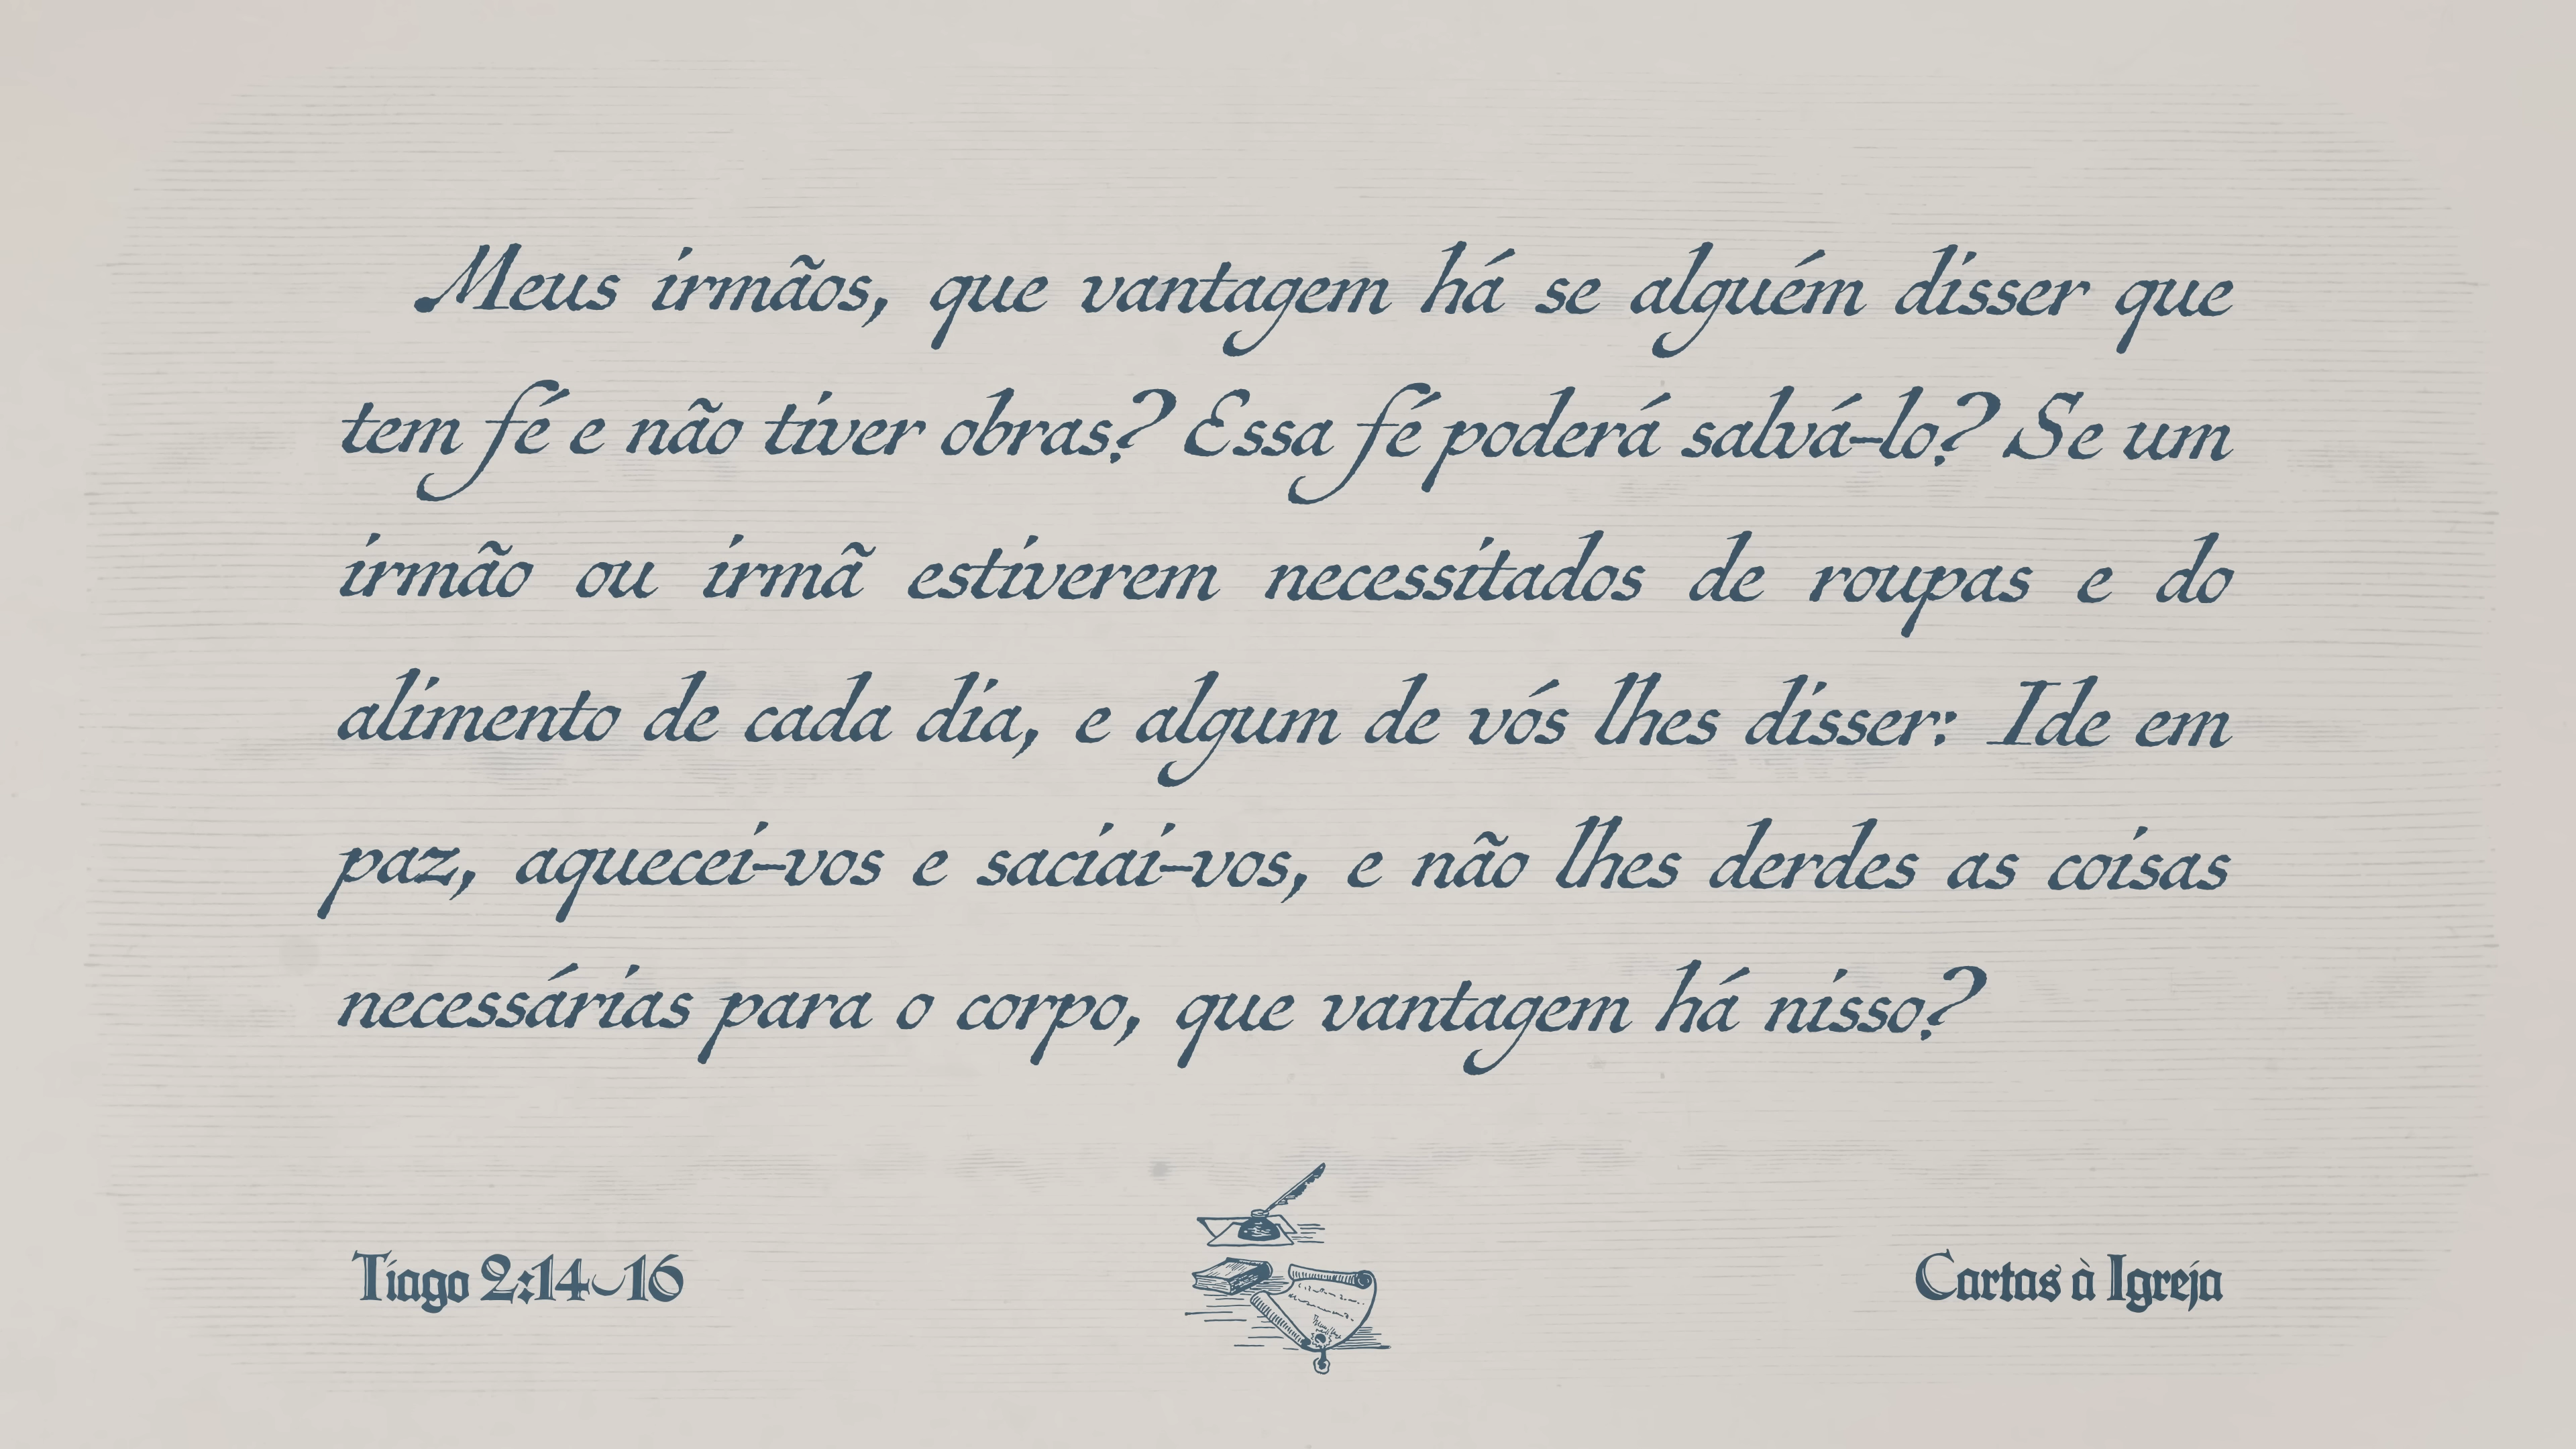 Meus irmãos, que vantagem há se alguém disser que
tem fé e não tiver obras? Essa fé poderá salvá-lo? Se um
irmão ou irmã estiverem necessitados de roupas e do
alimento de cada dia, e algum de vós lhes disser: Ide em
paz, aquecei-vos e saciai-vos, e não lhes derdes as coisas
necessárias para o corpo, que vantagem há nisso?
Tiago 2:14-16
Cartas à Igreja